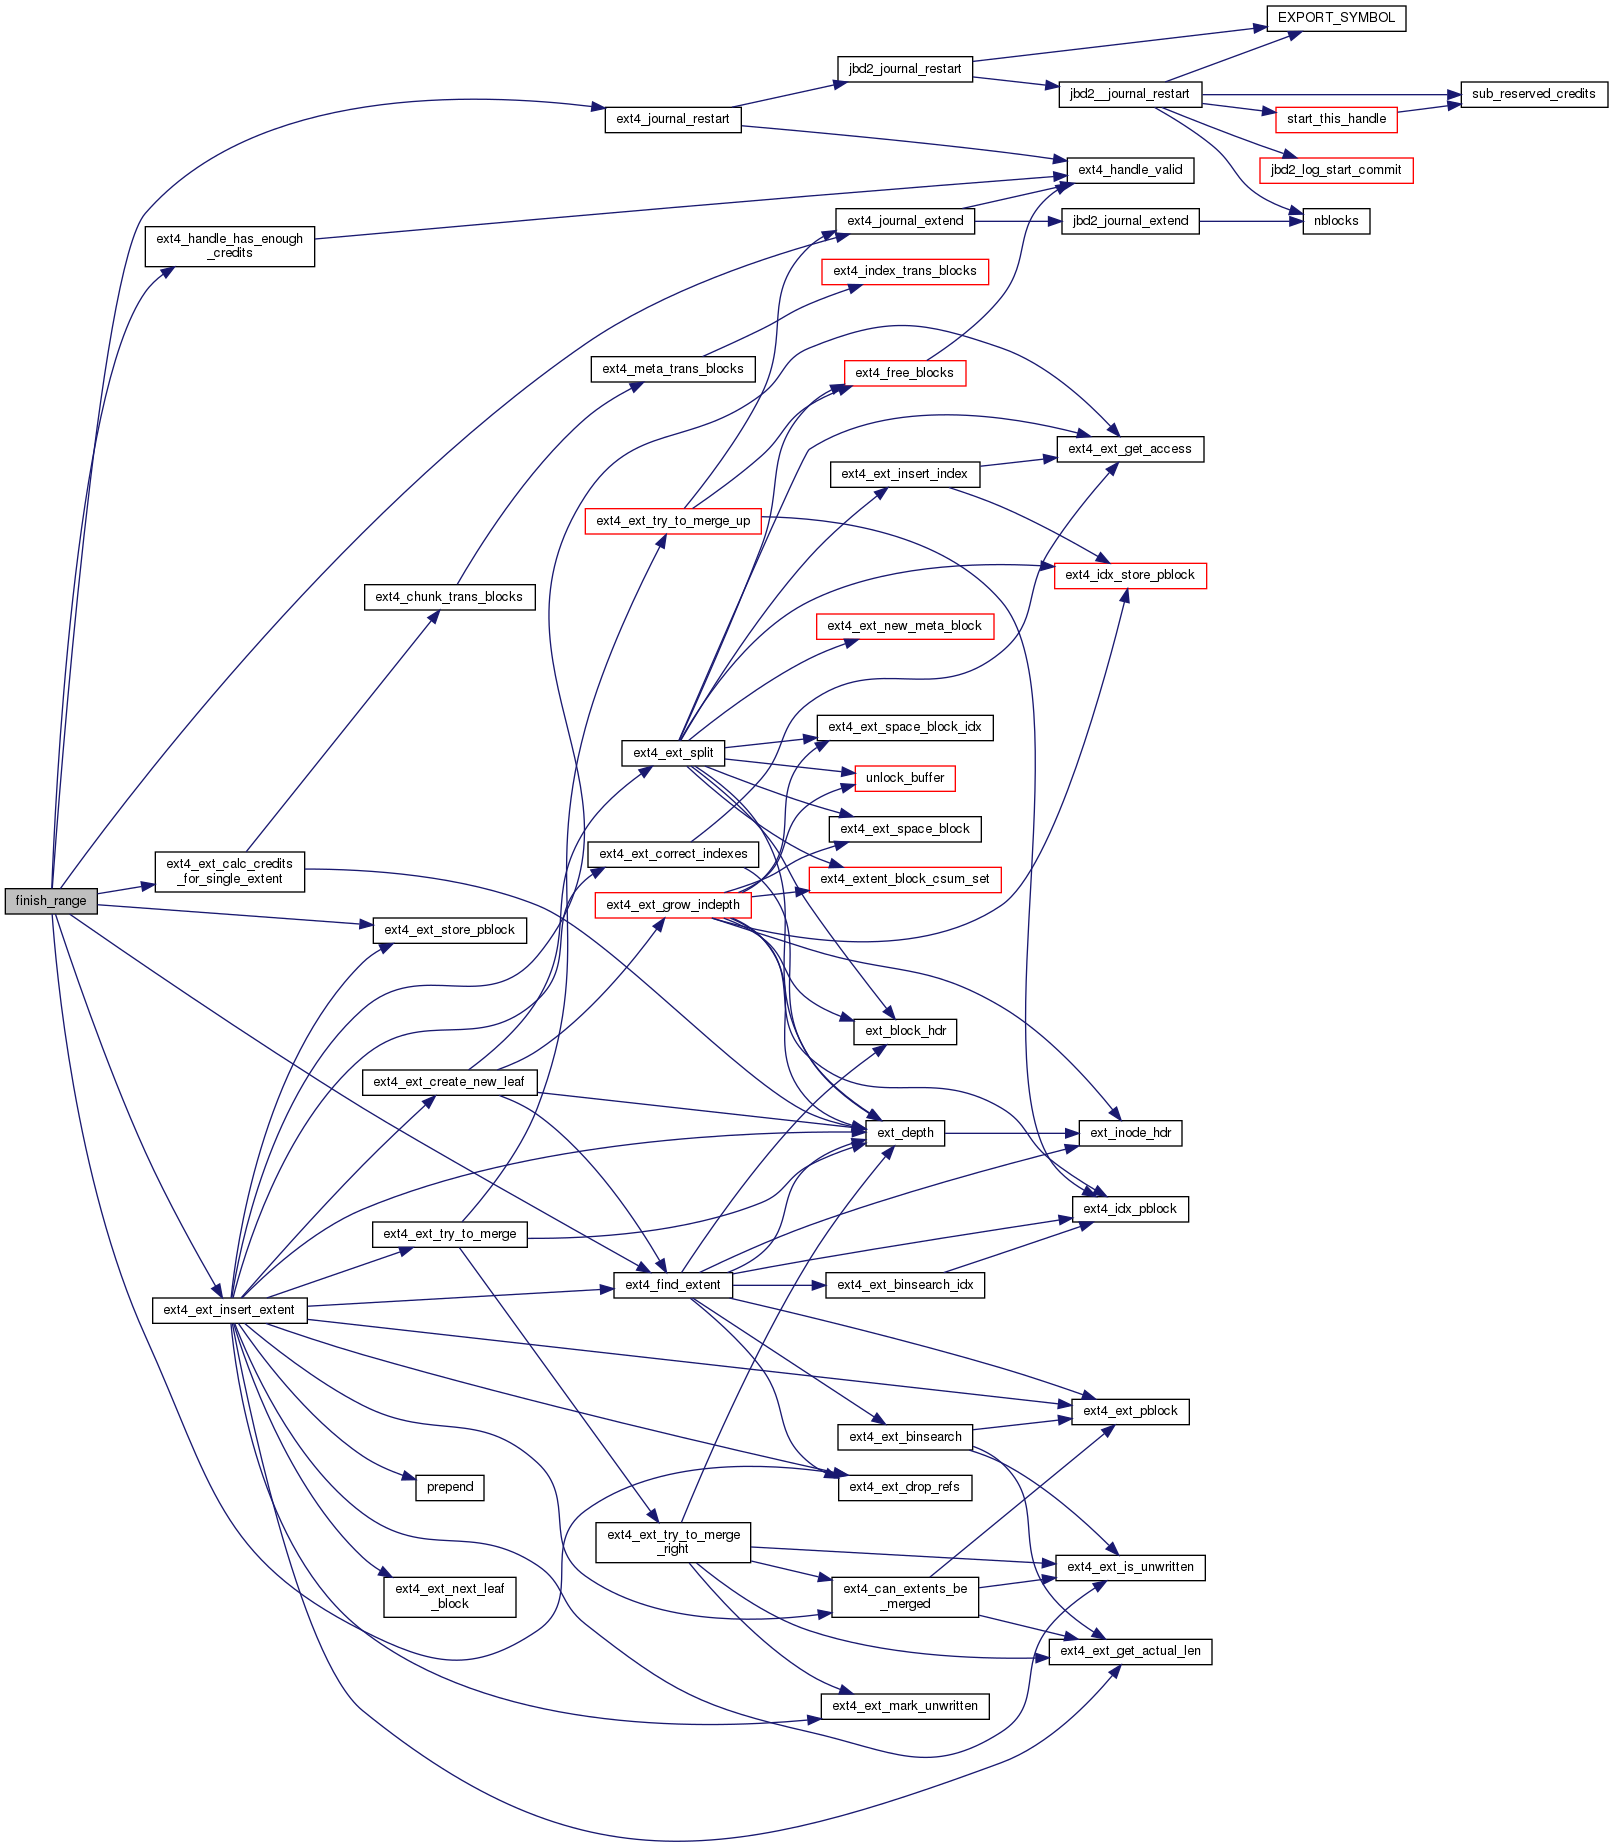 EXPORT_SYMBOL
jbd2_journal_restart
jbd2__journal_restart
sub_reserved_credits
ext4_journal_restart
start_this_handle
ext4_handle_valid
jbd2_log_start_commit
ext4_journal_extend
jbd2_journal_extend
nblocks
ext4_handle_has_enough
_credits
ext4_index_trans_blocks
ext4_meta_trans_blocks
ext4_free_blocks
ext4_ext_get_access
ext4_ext_insert_index
ext4_ext_try_to_merge_up
ext4_idx_store_pblock
ext4_chunk_trans_blocks
ext4_ext_new_meta_block
ext4_ext_space_block_idx
ext4_ext_split
unlock_buffer
ext4_ext_space_block
ext4_ext_correct_indexes
ext4_ext_calc_credits
_for_single_extent
ext4_extent_block_csum_set
finish_range
ext4_ext_grow_indepth
ext4_ext_store_pblock
ext_block_hdr
ext4_ext_create_new_leaf
ext_depth
ext_inode_hdr
ext4_idx_pblock
ext4_ext_try_to_merge
ext4_find_extent
ext4_ext_binsearch_idx
ext4_ext_insert_extent
ext4_ext_pblock
ext4_ext_binsearch
prepend
ext4_ext_drop_refs
ext4_ext_try_to_merge
_right
ext4_ext_is_unwritten
ext4_ext_next_leaf
_block
ext4_can_extents_be
_merged
ext4_ext_get_actual_len
ext4_ext_mark_unwritten